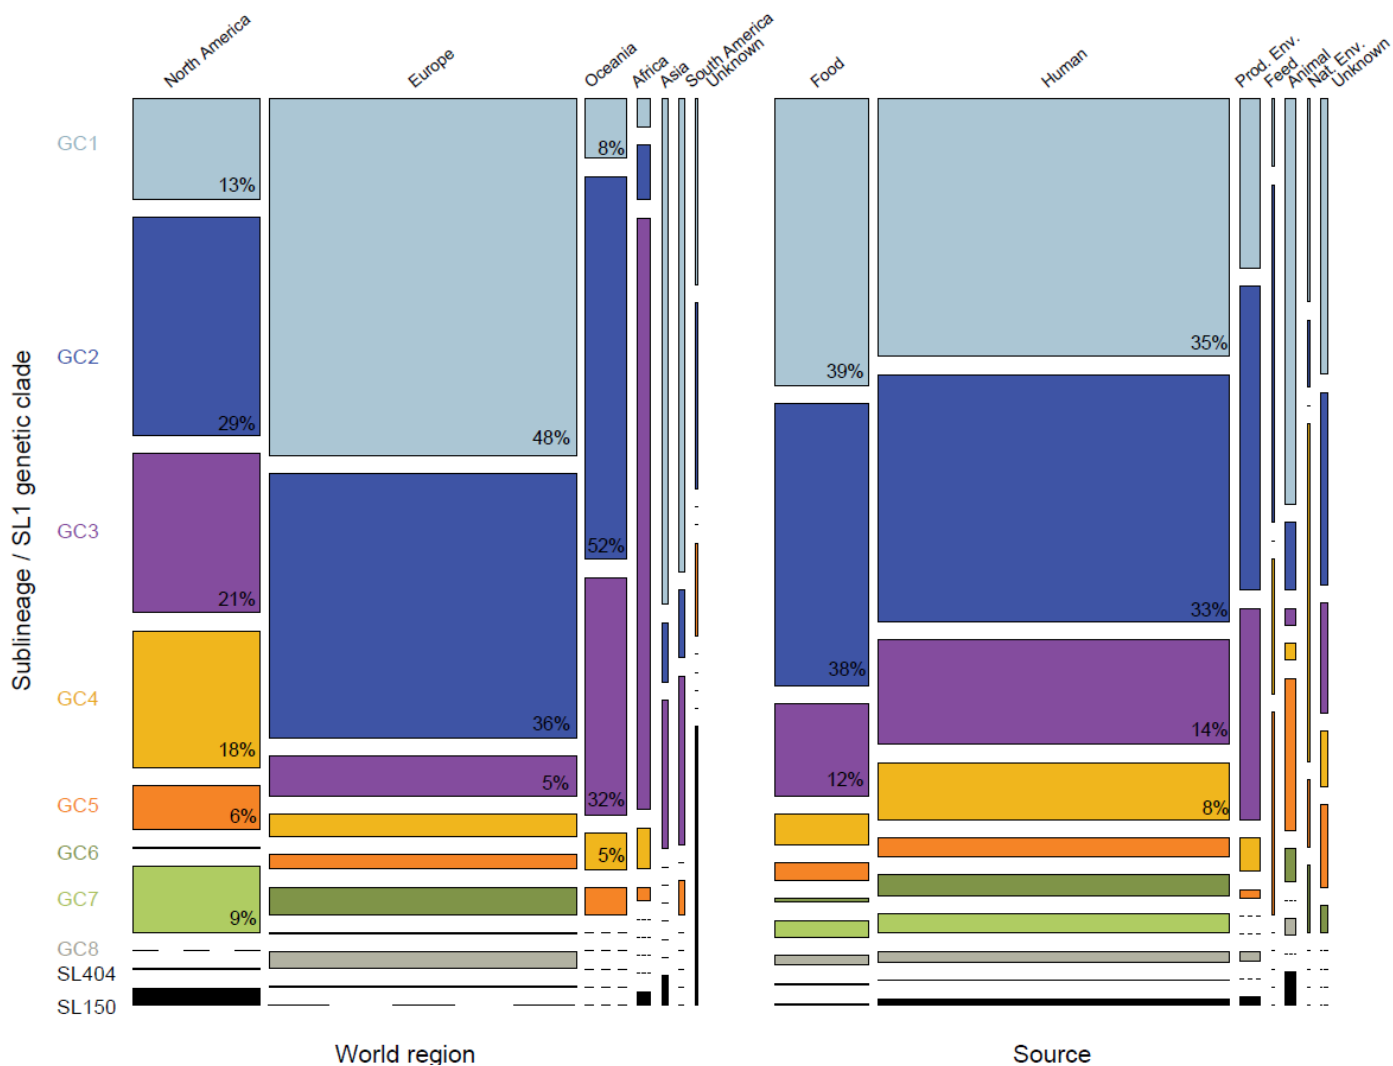 North America
Europe
Oceania
Africa
Asia
South America
Unknown
Food
Human
Prod. Env.
Feed
Animal
Nat. Env.
Unknown
Sublineage / SL1 genetic clade
GC1
GC2
GC3
GC4
GC5
GC6
GC7
GC8
SL404
SL150
13%
29%
21%
18%
6%
9%
48%
36%
5%
8%
52%
32%
5%
39%
38%
12%
35%
33%
14%
8%
World region
Source